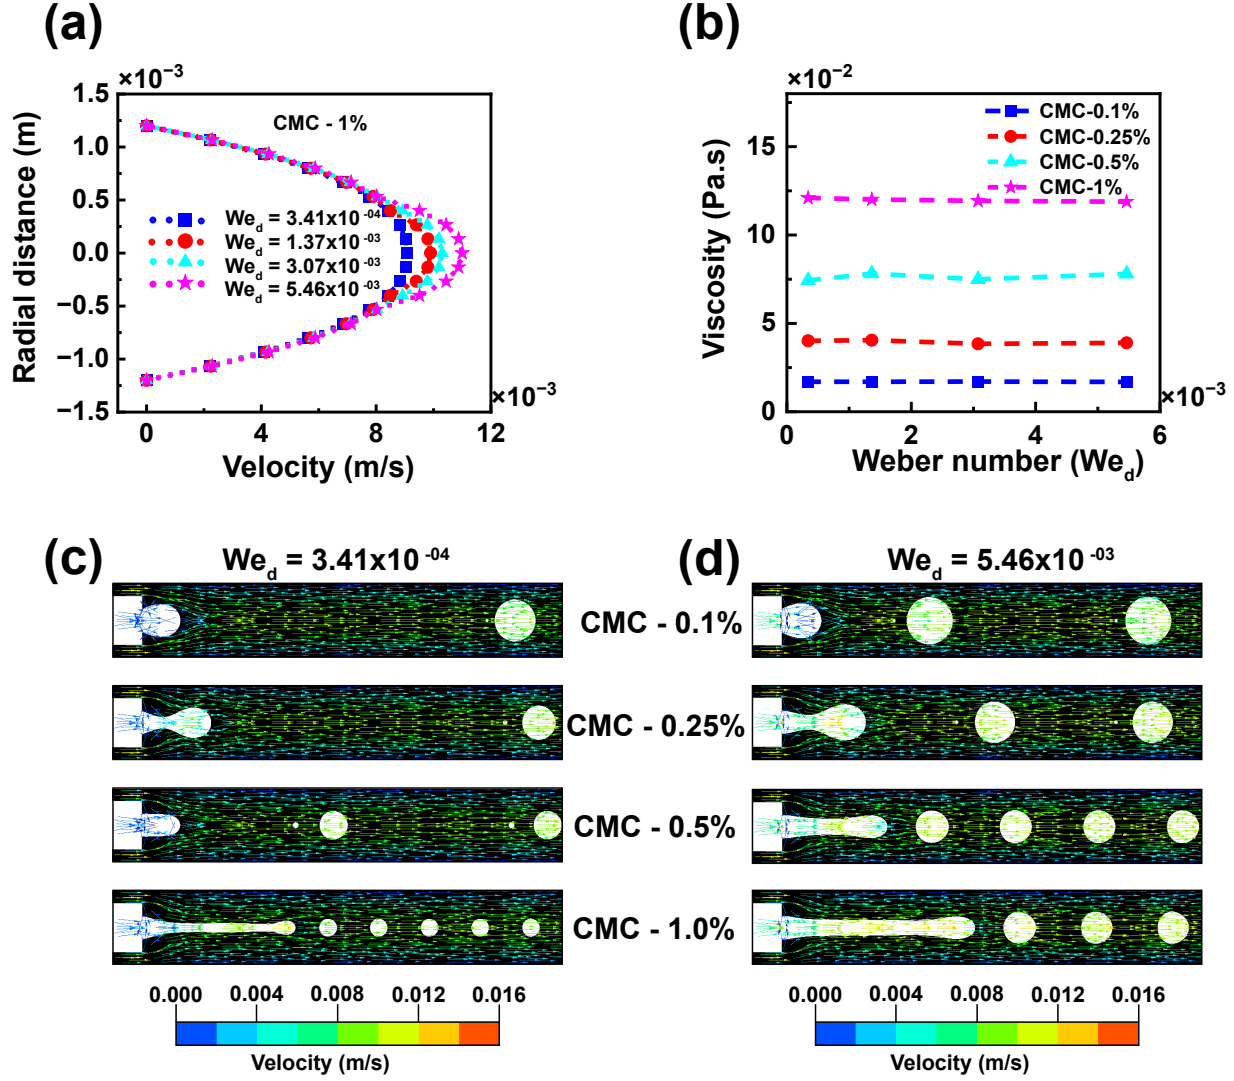 (a)
×10⁻³
Radial distance (m)
1.5
1.0
0.5
0.0
−0.5
−1.0
−1.5
CMC - 1%
We_d = 3.41x10 ⁻⁰⁴
We_d = 1.37x10 ⁻⁰³
We_d = 3.07x10 ⁻⁰³
We_d = 5.46x10 ⁻⁰³
0 4 8 12
×10⁻³
Velocity (m/s)
(b)
×10⁻²
Viscosity (Pa.s)
15
10
5
0
CMC-0.1%
CMC-0.25%
CMC-0.5%
CMC-1%
0 2 4 6
×10⁻³
Weber number (We_d)
(c)
We_d = 3.41x10 ⁻⁰⁴
(d)
We_d = 5.46x10 ⁻⁰³
CMC - 0.1%
CMC - 0.25%
CMC - 0.5%
CMC - 1.0%
0.000 0.004 0.008 0.012 0.016
Velocity (m/s)
0.000 0.004 0.008 0.012 0.016
Velocity (m/s)